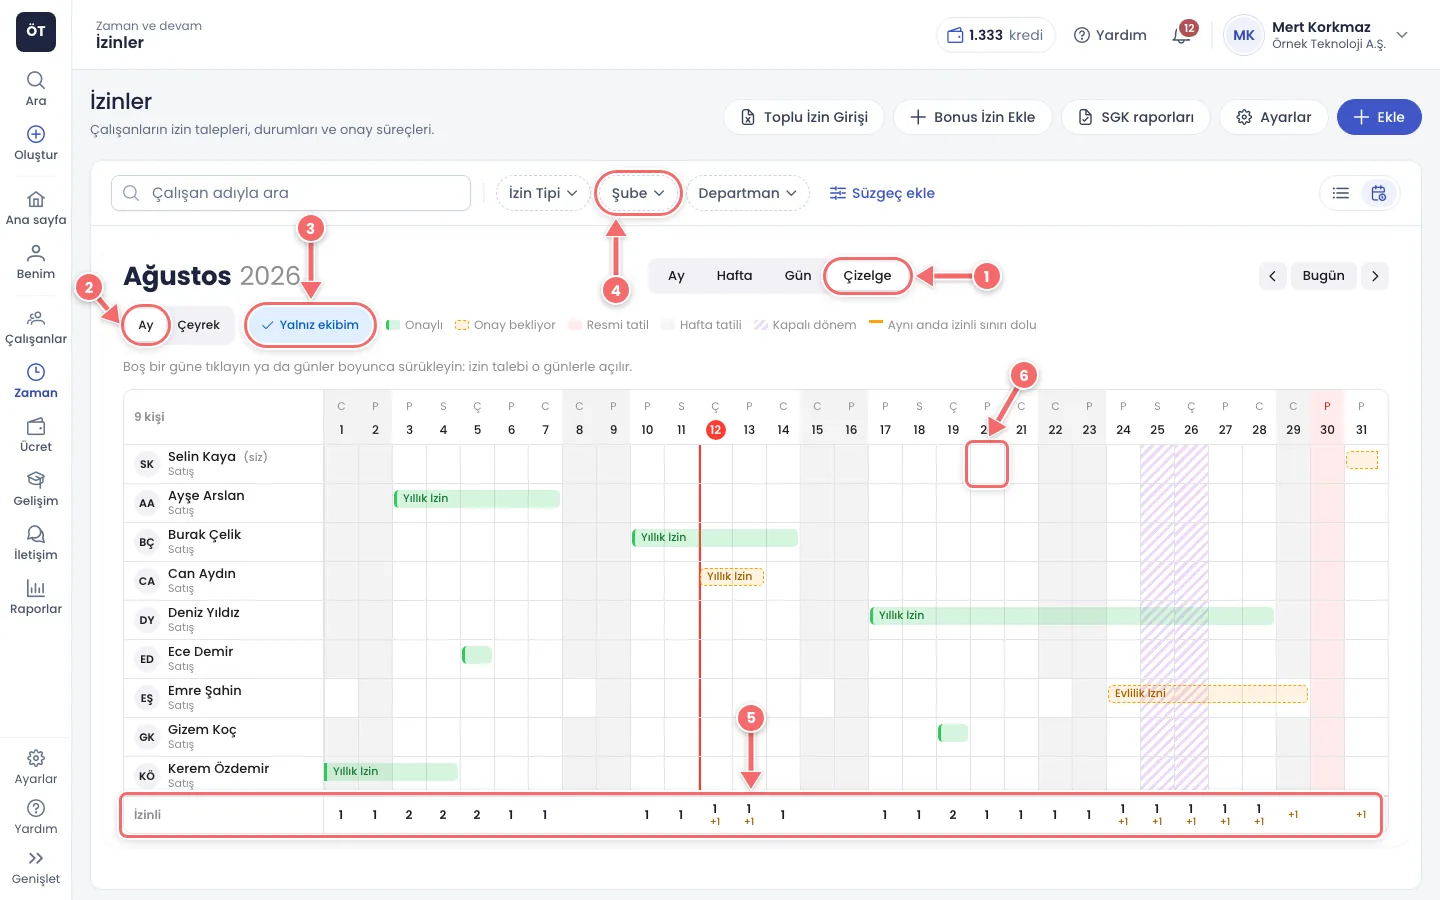 ÖT
Ara
Oluştur
Ana sayfa
Benim
Çalışanlar
Zaman
Ücret
Gelişim
İletişim
Raporlar
Ayarlar
Yardım
Genişlet
Zaman ve devam
İzinler
1.333 kredi
Yardım
12
MK
Mert Korkmaz
Örnek Teknoloji A.Ş.
İzinler
Çalışanların izin talepleri, durumları ve onay süreçleri.
Toplu İzin Girişi
Bonus İzin Ekle
SGK raporları
Ayarlar
Ekle
Çalışan adıyla ara
İzin Tipi
Şube
Departman
Süzgeç ekle
3
4
2
1
Ağustos 2026
Ay Hafta Gün Çizelge
Bugün
Ay Çeyrek
Yalnız ekibim
Onaylı
Onay bekliyor
Resmi tatil
Hafta tatili
Kapalı dönem
Aynı anda izinli sınırı dolu
Boş bir güne tıklayın ya da günler boyunca sürükleyin: izin talebi o günlerle açılır.
6
9 kişi
C P P S Ç P C C P P S Ç P C C P P S Ç P C C P P S Ç P C C P P
1 2 3 4 5 6 7 8 9 10 11 12 13 14 15 16 17 18 19 2 21 22 23 24 25 26 27 28 29 30 31
SK Selin Kaya (siz)
Satış
AA Ayşe Arslan
Satış
Yıllık İzin
BÇ Burak Çelik
Satış
Yıllık İzin
CA Can Aydın
Satış
Yıllık İzin
DY Deniz Yıldız
Satış
Yıllık İzin
ED Ece Demir
Satış
EŞ Emre Şahin
Satış
Evlilik İzni
GK Gizem Koç
Satış
5
KÖ Kerem Özdemir
Satış
Yıllık İzin
İzinli
1 1 2 2 2 1 1 1 1 1 1 1 1 1 2 1 1 1 1 1 1 1 1 1
+1 +1 +1 +1 +1 +1 +1 +1 +1